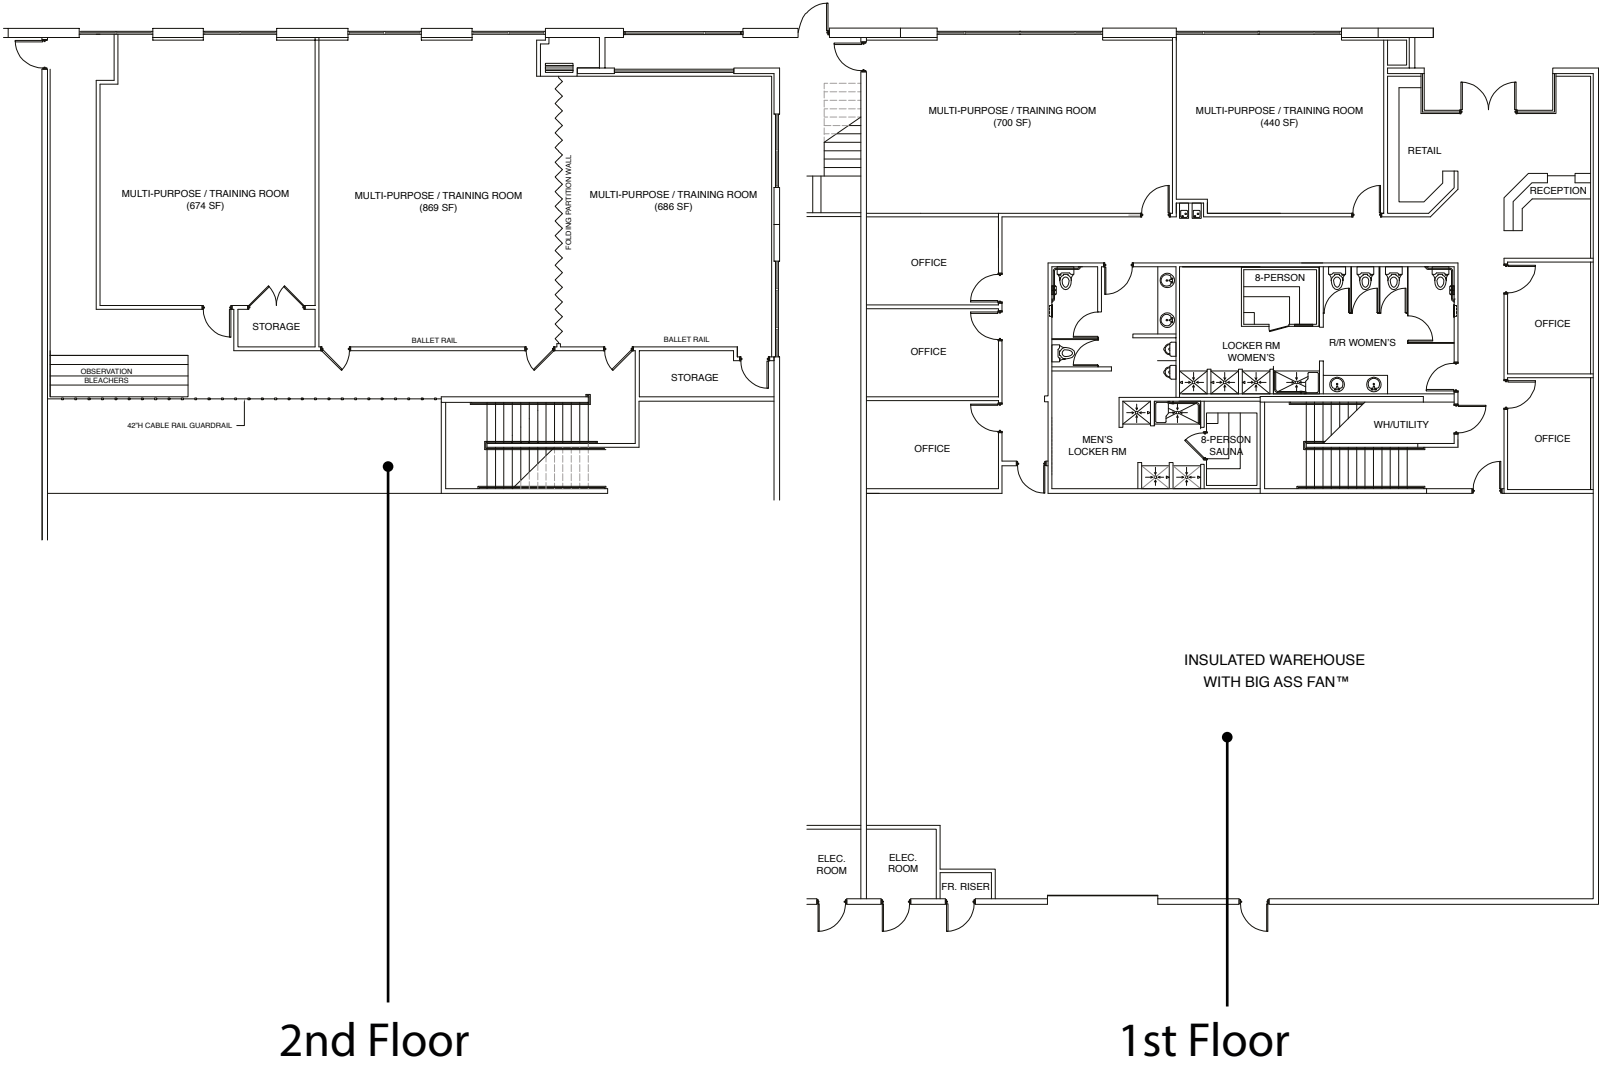 MULTI-PURPOSE / TRAINING ROOM
(674 SF)
MULTI-PURPOSE / TRAINING ROOM
(869 SF)
FOLDING PARTITION WALL
MULTI-PURPOSE / TRAINING ROOM
(686 SF)
STORAGE
BALLET RAIL
BALLET RAIL
STORAGE
OBSERVATION
BLEACHERS
42"H CABLE RAIL GUARDRAIL
2nd Floor
MULTI-PURPOSE / TRAINING ROOM
(700 SF)
MULTI-PURPOSE / TRAINING ROOM
(440 SF)
RETAIL
RECEPTION
OFFICE
OFFICE
OFFICE
8-PERSON
LOCKER RM
WOMEN'S
R/R WOMEN'S
OFFICE
OFFICE
MEN'S
LOCKER RM
8-PERSON
SAUNA
WH/UTILITY
INSULATED WAREHOUSE
WITH BIG ASS FAN™
ELEC.
ROOM
ELEC.
ROOM
FR. RISER
1st Floor